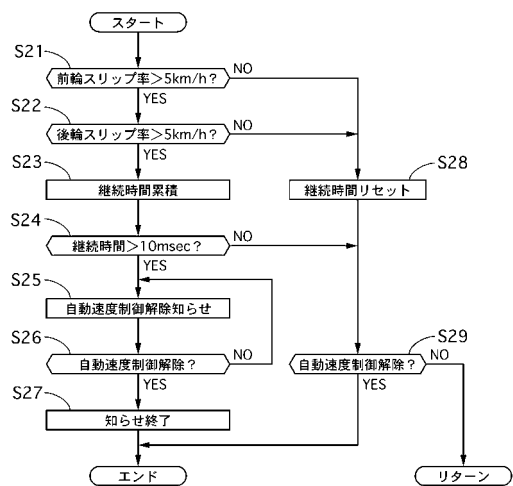 スタート
S21
前輪スリップ率>5km/h?
NO
YES
S22
後輪スリップ率>5km/h?
NO
YES
S23
継続時間累積
S28
継続時間リセット
S24
継続時間>10msec?
NO
YES
S25
自動速度制御解除知らせ
S26
自動速度制御解除?
NO
YES
S29
自動速度制御解除?
NO
YES
S27
知らせ終了
エンド
リターン